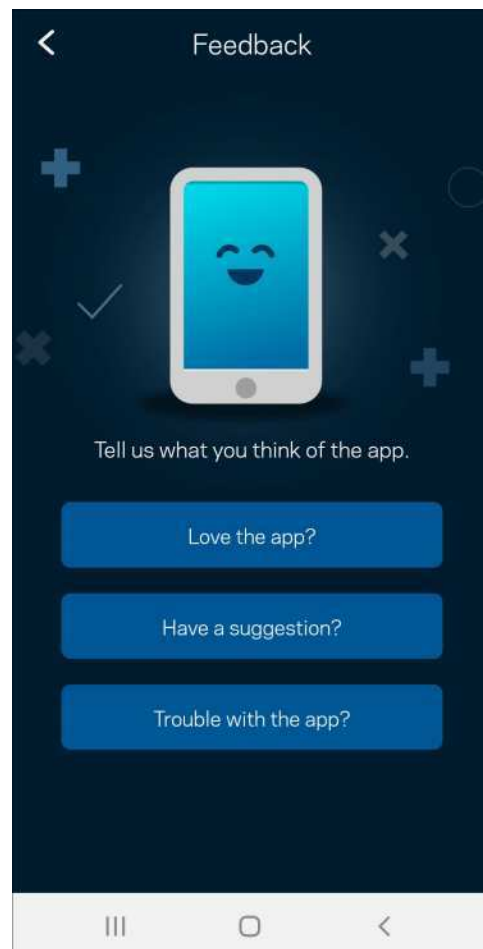 Feedback
Tell us what you think of the app.
Love the app?
Have a suggestion?
Trouble with the app?